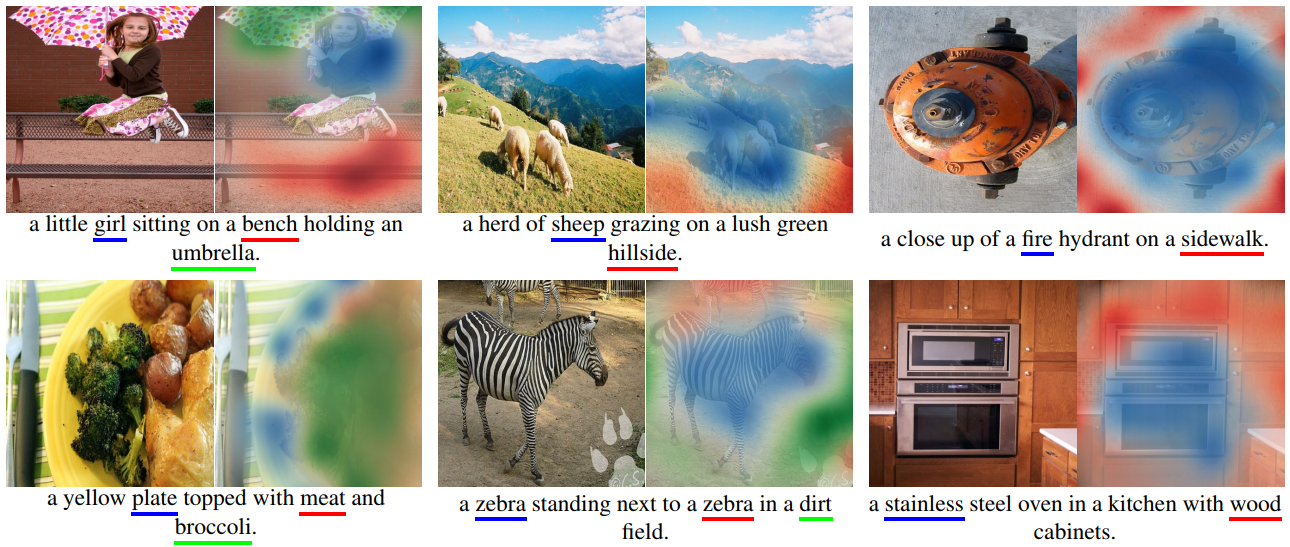 a little girl sitting on a bench holding an
umbrella.
a herd of sheep grazing on a lush green
hillside.
a close up of a fire hydrant on a sidewalk.
a yellow plate topped with meat and
broccoli.
a zebra standing next to a zebra in a dirt
field.
a stainless steel oven in a kitchen with wood
cabinets.